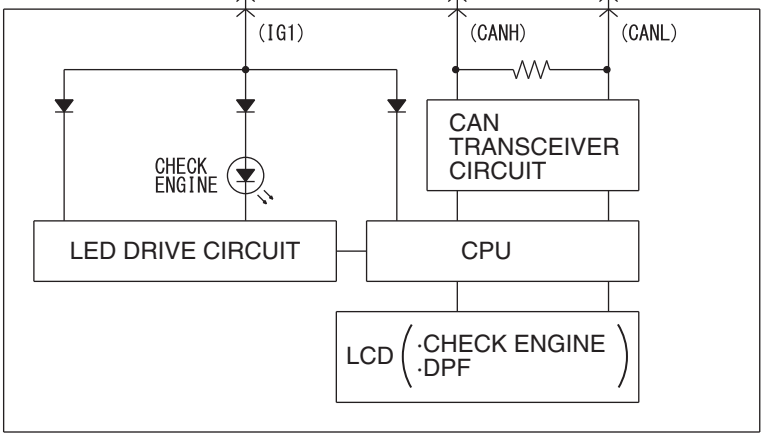 (IG1)
(CANH)
(CANL)
CAN
TRANSCEIVER
CIRCUIT
CHECK
ENGINE
LED DRIVE CIRCUIT
CPU
LCD
·CHECK ENGINE
·DPF